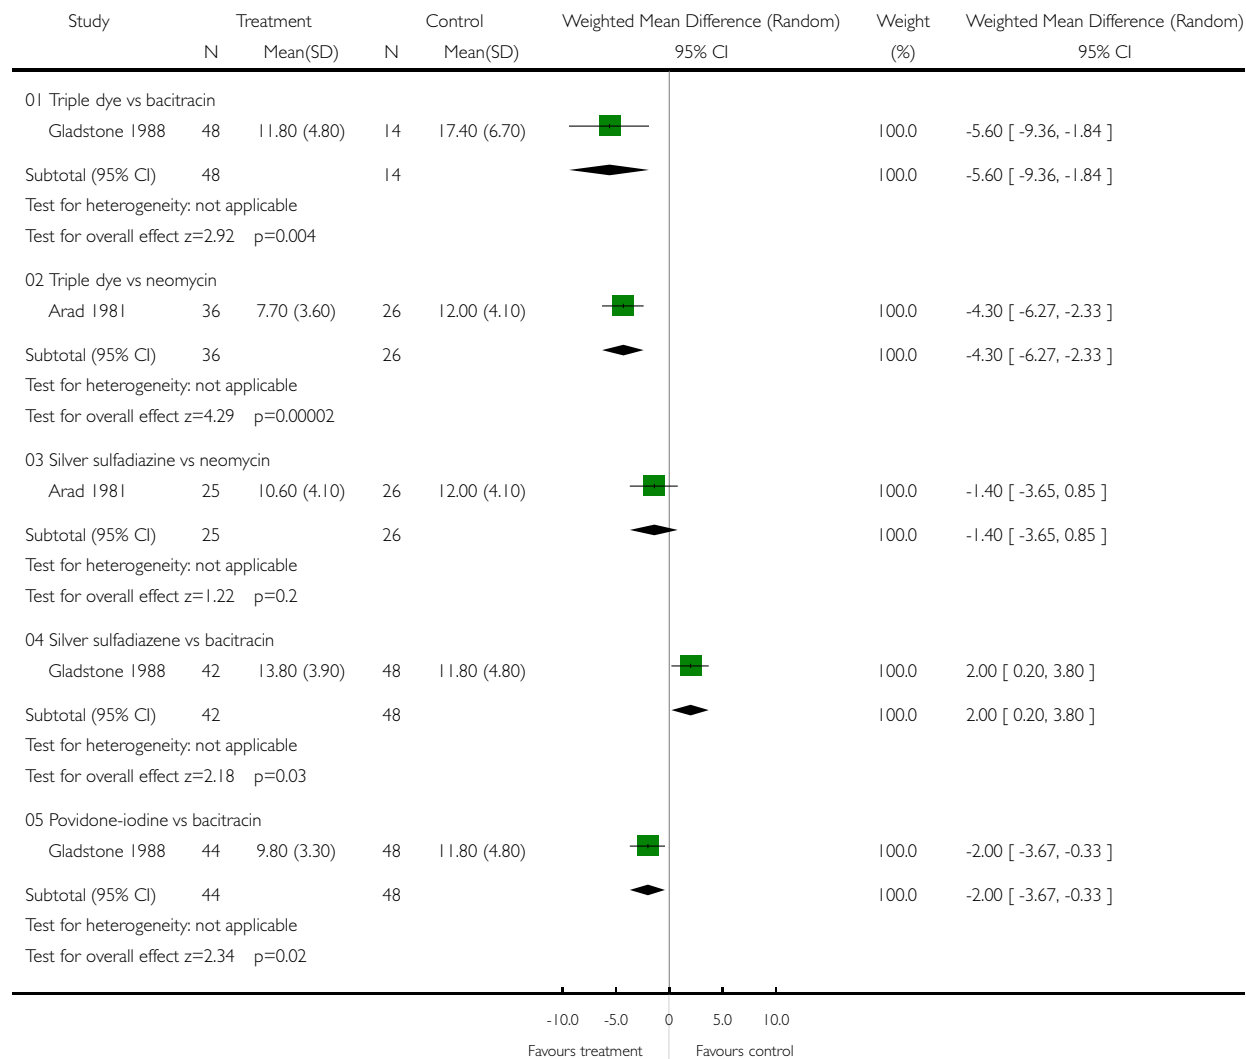 Study Treatment Control Weighted Mean Difference (Random) Weight Weighted Mean Difference (Random)
N Mean(SD) N Mean(SD) 95% CI (%) 95% CI
01 Triple dye vs bacitracin
Gladstone 1988 48 11.80 (4.80) 14 17.40 (6.70) 100.0 -5.60 [ -9.36, -1.84 ]
Subtotal (95% CI) 48 14 100.0 -5.60 [ -9.36, -1.84 ]
Test for heterogeneity: not applicable
Test for overall effect z=2.92 p=0.004
02 Triple dye vs neomycin
Arad 1981 36 7.70 (3.60) 26 12.00 (4.10) 100.0 -4.30 [ -6.27, -2.33 ]
Subtotal (95% CI) 36 26 100.0 -4.30 [ -6.27, -2.33 ]
Test for heterogeneity: not applicable
Test for overall effect z=4.29 p=0.00002
03 Silver sulfadiazine vs neomycin
Arad 1981 25 10.60 (4.10) 26 12.00 (4.10) 100.0 -1.40 [ -3.65, 0.85 ]
Subtotal (95% CI) 25 26 100.0 -1.40 [ -3.65, 0.85 ]
Test for heterogeneity: not applicable
Test for overall effect z=1.22 p=0.2
04 Silver sulfadiazene vs bacitracin
Gladstone 1988 42 13.80 (3.90) 48 11.80 (4.80) 100.0 2.00 [ 0.20, 3.80 ]
Subtotal (95% CI) 42 48 100.0 2.00 [ 0.20, 3.80 ]
Test for heterogeneity: not applicable
Test for overall effect z=2.18 p=0.03
05 Povidone-iodine vs bacitracin
Gladstone 1988 44 9.80 (3.30) 48 11.80 (4.80) 100.0 -2.00 [ -3.67, -0.33 ]
Subtotal (95% CI) 44 48 100.0 -2.00 [ -3.67, -0.33 ]
Test for heterogeneity: not applicable
Test for overall effect z=2.34 p=0.02
-10.0 -5.0 0 5.0 10.0
Favours treatment Favours control